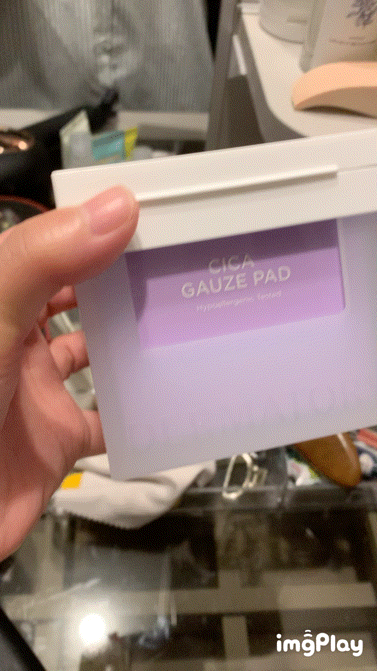 CICA
GAUZE PAD
Hypoallergenic Tested
imgPlay